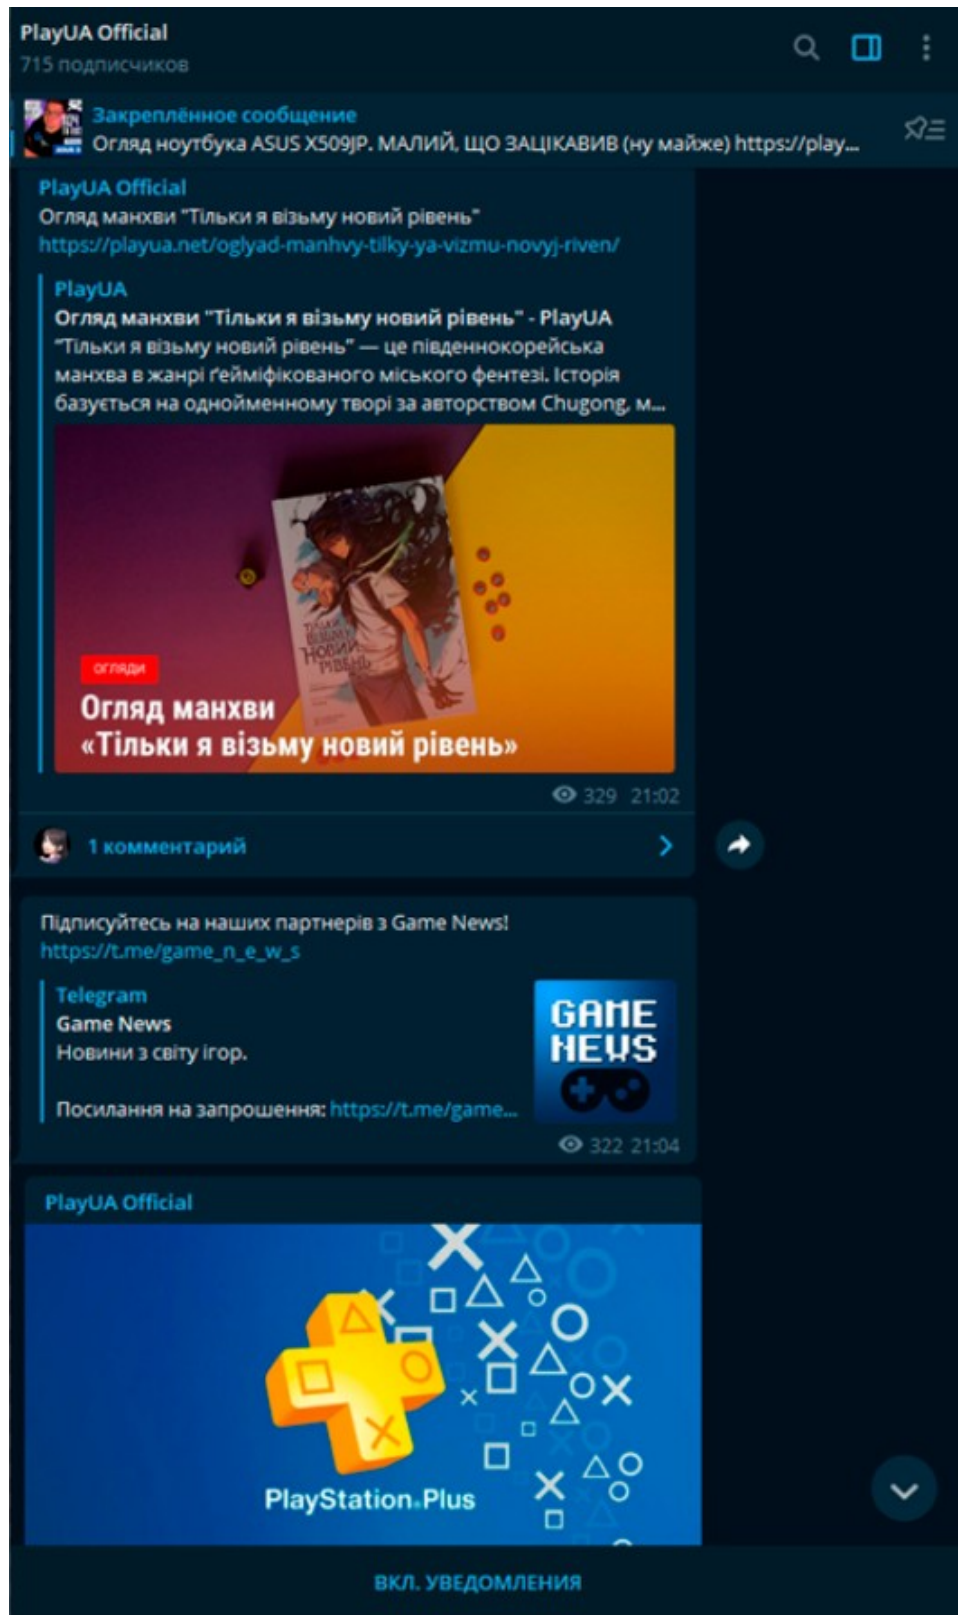 PlayUA Official
715 подписчиков
Закреплённое сообщение
Огляд ноутбука ASUS X509JP. МАЛИЙ, ЩО ЗАЦІКАВИВ (ну майже) https://play...
PlayUA Official
Огляд манхви "Тільки я візьму новий рівень"
https://playua.net/oglyad-manhvy-tilky-ya-vizmu-novyj-riven/
PlayUA
Огляд манхви "Тільки я візьму новий рівень" - PlayUA
“Тільки я візьму новий рівень” — це південнокорейська
манхва в жанрі ґейміфікованого міського фентезі. Історія
базується на однойменному творі за авторством Chugong, м...
ТІЛЬКИ Я
ВІЗЬМУ
НОВИЙ
РІВЕНЬ
ОГЛЯДИ
Огляд манхви
«Тільки я візьму новий рівень»
329 21:02
1 комментарий
Підписуйтесь на наших партнерів з Game News!
https://t.me/game_n_e_w_s
Telegram
Game News
Новини з світу ігор.
Посилання на запрошення: https://t.me/game...
GAME
NEWS
322 21:04
PlayUA Official
PlayStation.Plus
ВКЛ. УВЕДОМЛЕНИЯ